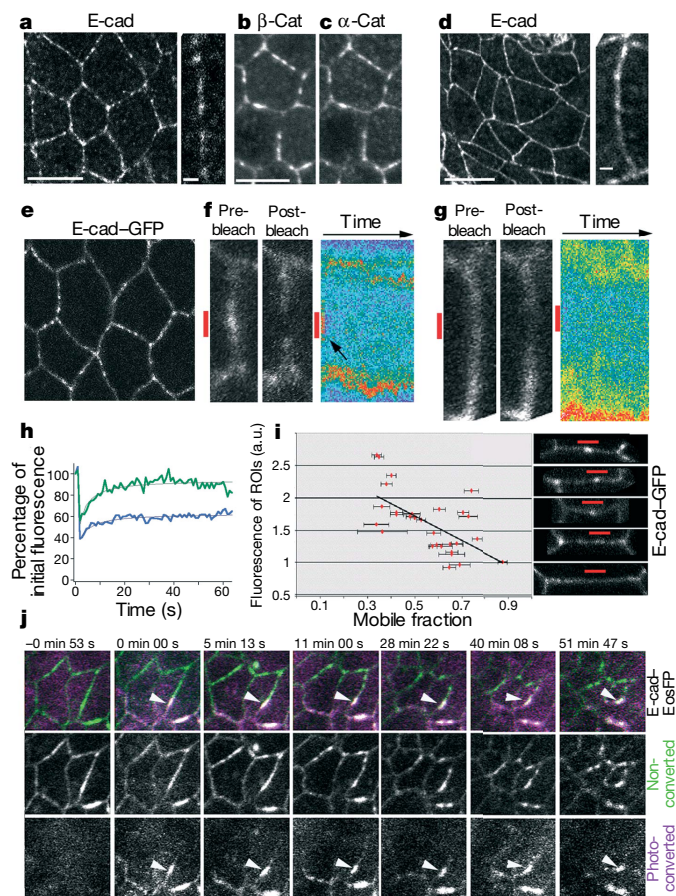 a E-cad
b β-Cat c α-Cat
d E-cad
e E-cad–GFP
f Pre-bleach Post-bleach Time
g Pre-bleach Post-bleach Time
h
Percentage of
initial fluorescence
100
80
60
40
20
0
0 20 40 60
Time (s)
i
Fluorescence of ROIs (a.u.)
2.5
2
1.5
1
0.5
0.1 0.3 0.5 0.7 0.9
Mobile fraction
E-cad–GFP
j
–0 min 53 s 0 min 00 s 5 min 13 s 11 min 00 s 28 min 22 s 40 min 08 s 51 min 47 s
E-cad–
EosFP
Non-
converted
Photo-
converted